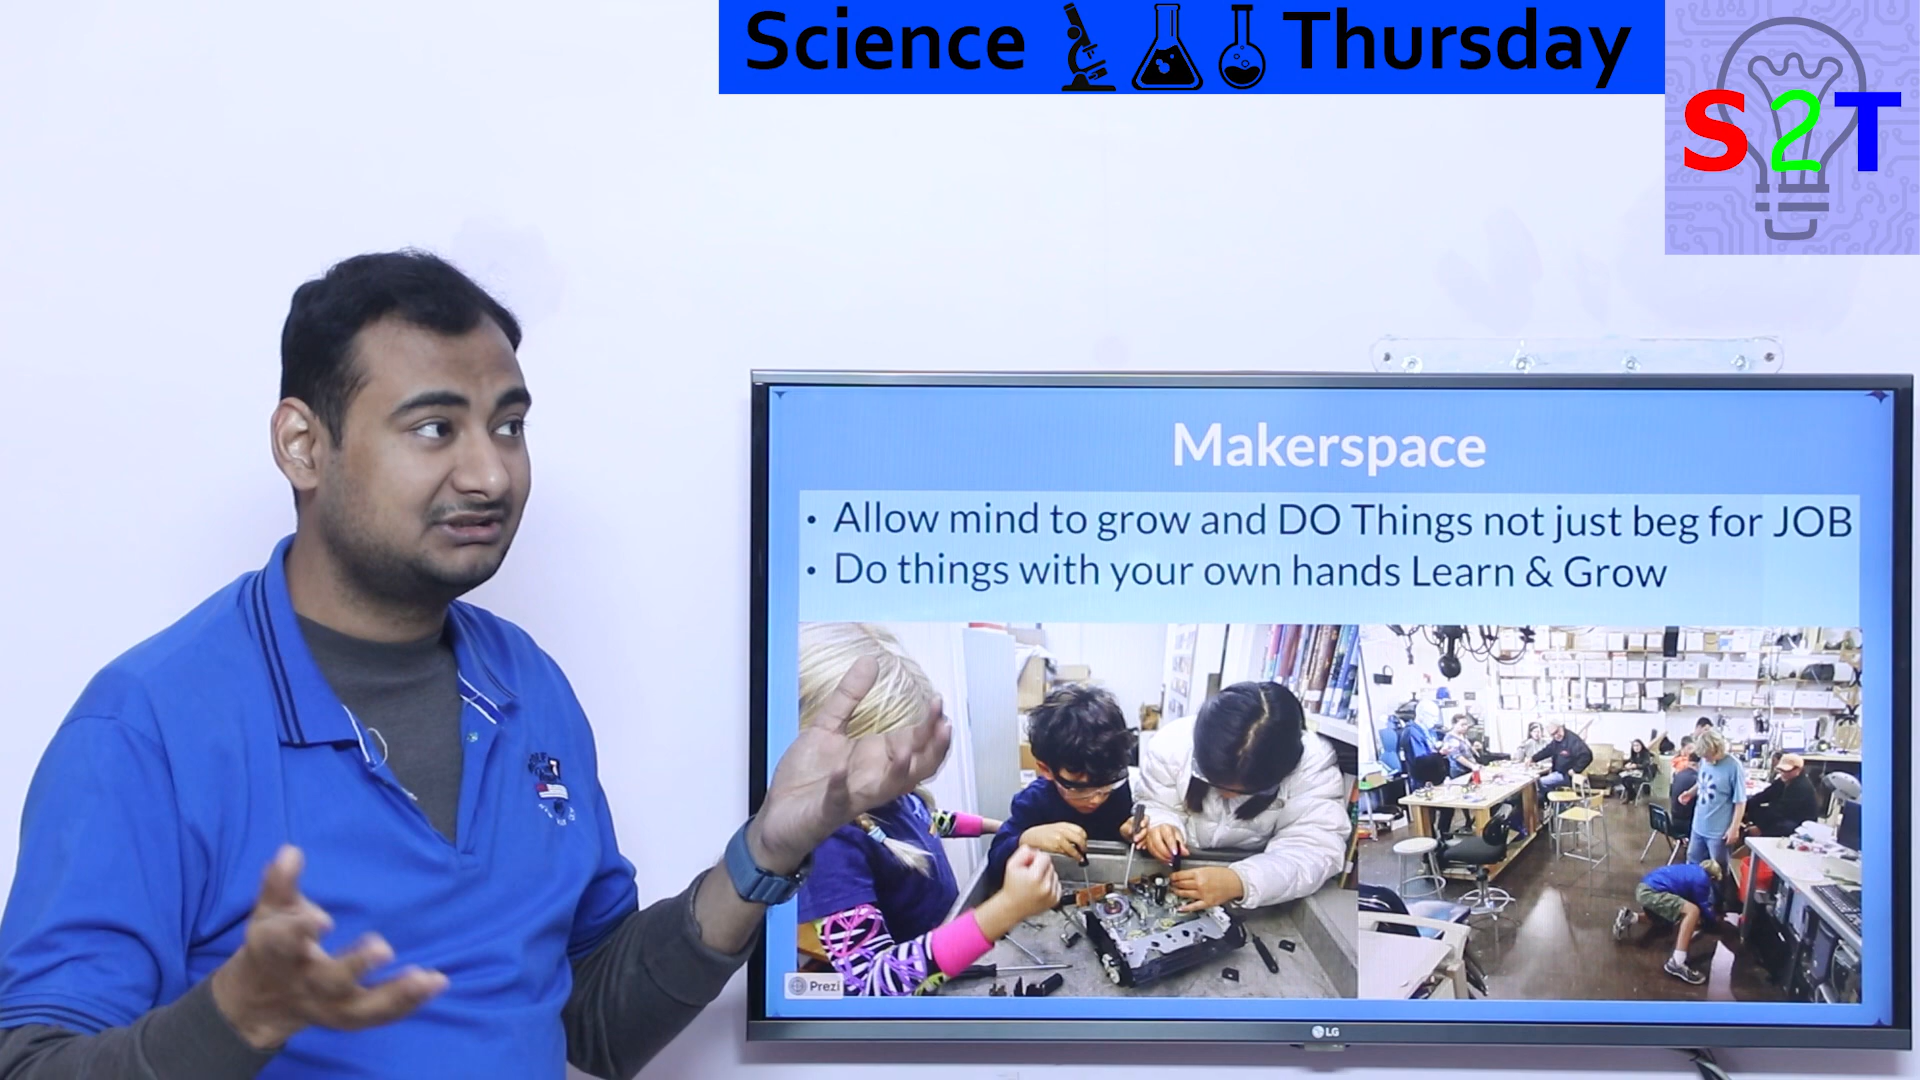 Science Thursday
S2T
Makerspace
• Allow mind to grow and DO Things not just beg for JOB
• Do things with your own hands Learn & Grow
Prezi
LG